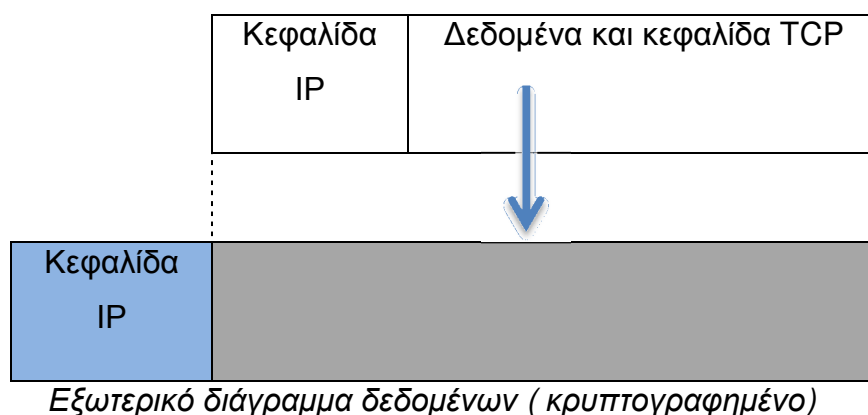 Κεφαλίδα Δεδομένα και κεφαλίδα TCP
IP
Κεφαλίδα
IP
Εξωτερικό διάγραμμα δεδομένων ( κρυπτογραφημένο)